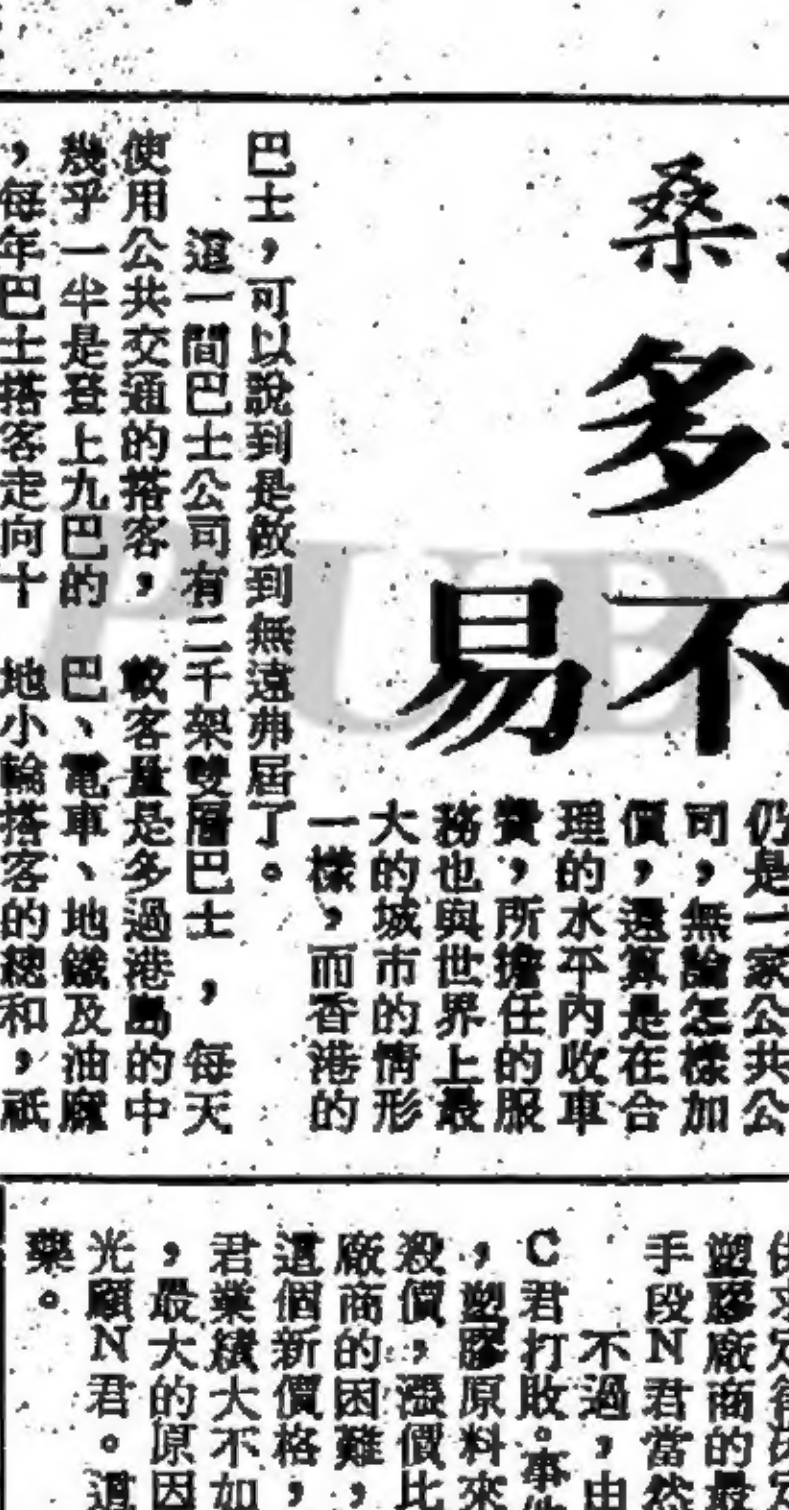 桑
多
不
易
仍是一家公共公
司，無論怎樣加
價，還算是在合
理的水平內收車
費，所擔任的服
務也與世界上最
大的城市的情形
一樣，而香港的
巴士，可以說到是做到無遠弗屆了。
這一間巴士公司有二千架雙層巴士，每天
使用公共交通的搭客，
幾乎一半是登上九巴的
，每年巴士搭客走向十
載客量是多過港島的中
巴、電車、地鐵及油麻
地小輪搭客的總和，祇
供求定律決定
塑膠廠商的最
手段N君當然
不過，由
C君打敗。事
，塑膠原料來
殺價，漲價比
廠商的困難，
這個新價格，
君業績大不如
，最大的原因
光顧N君。這
藥。
PUB